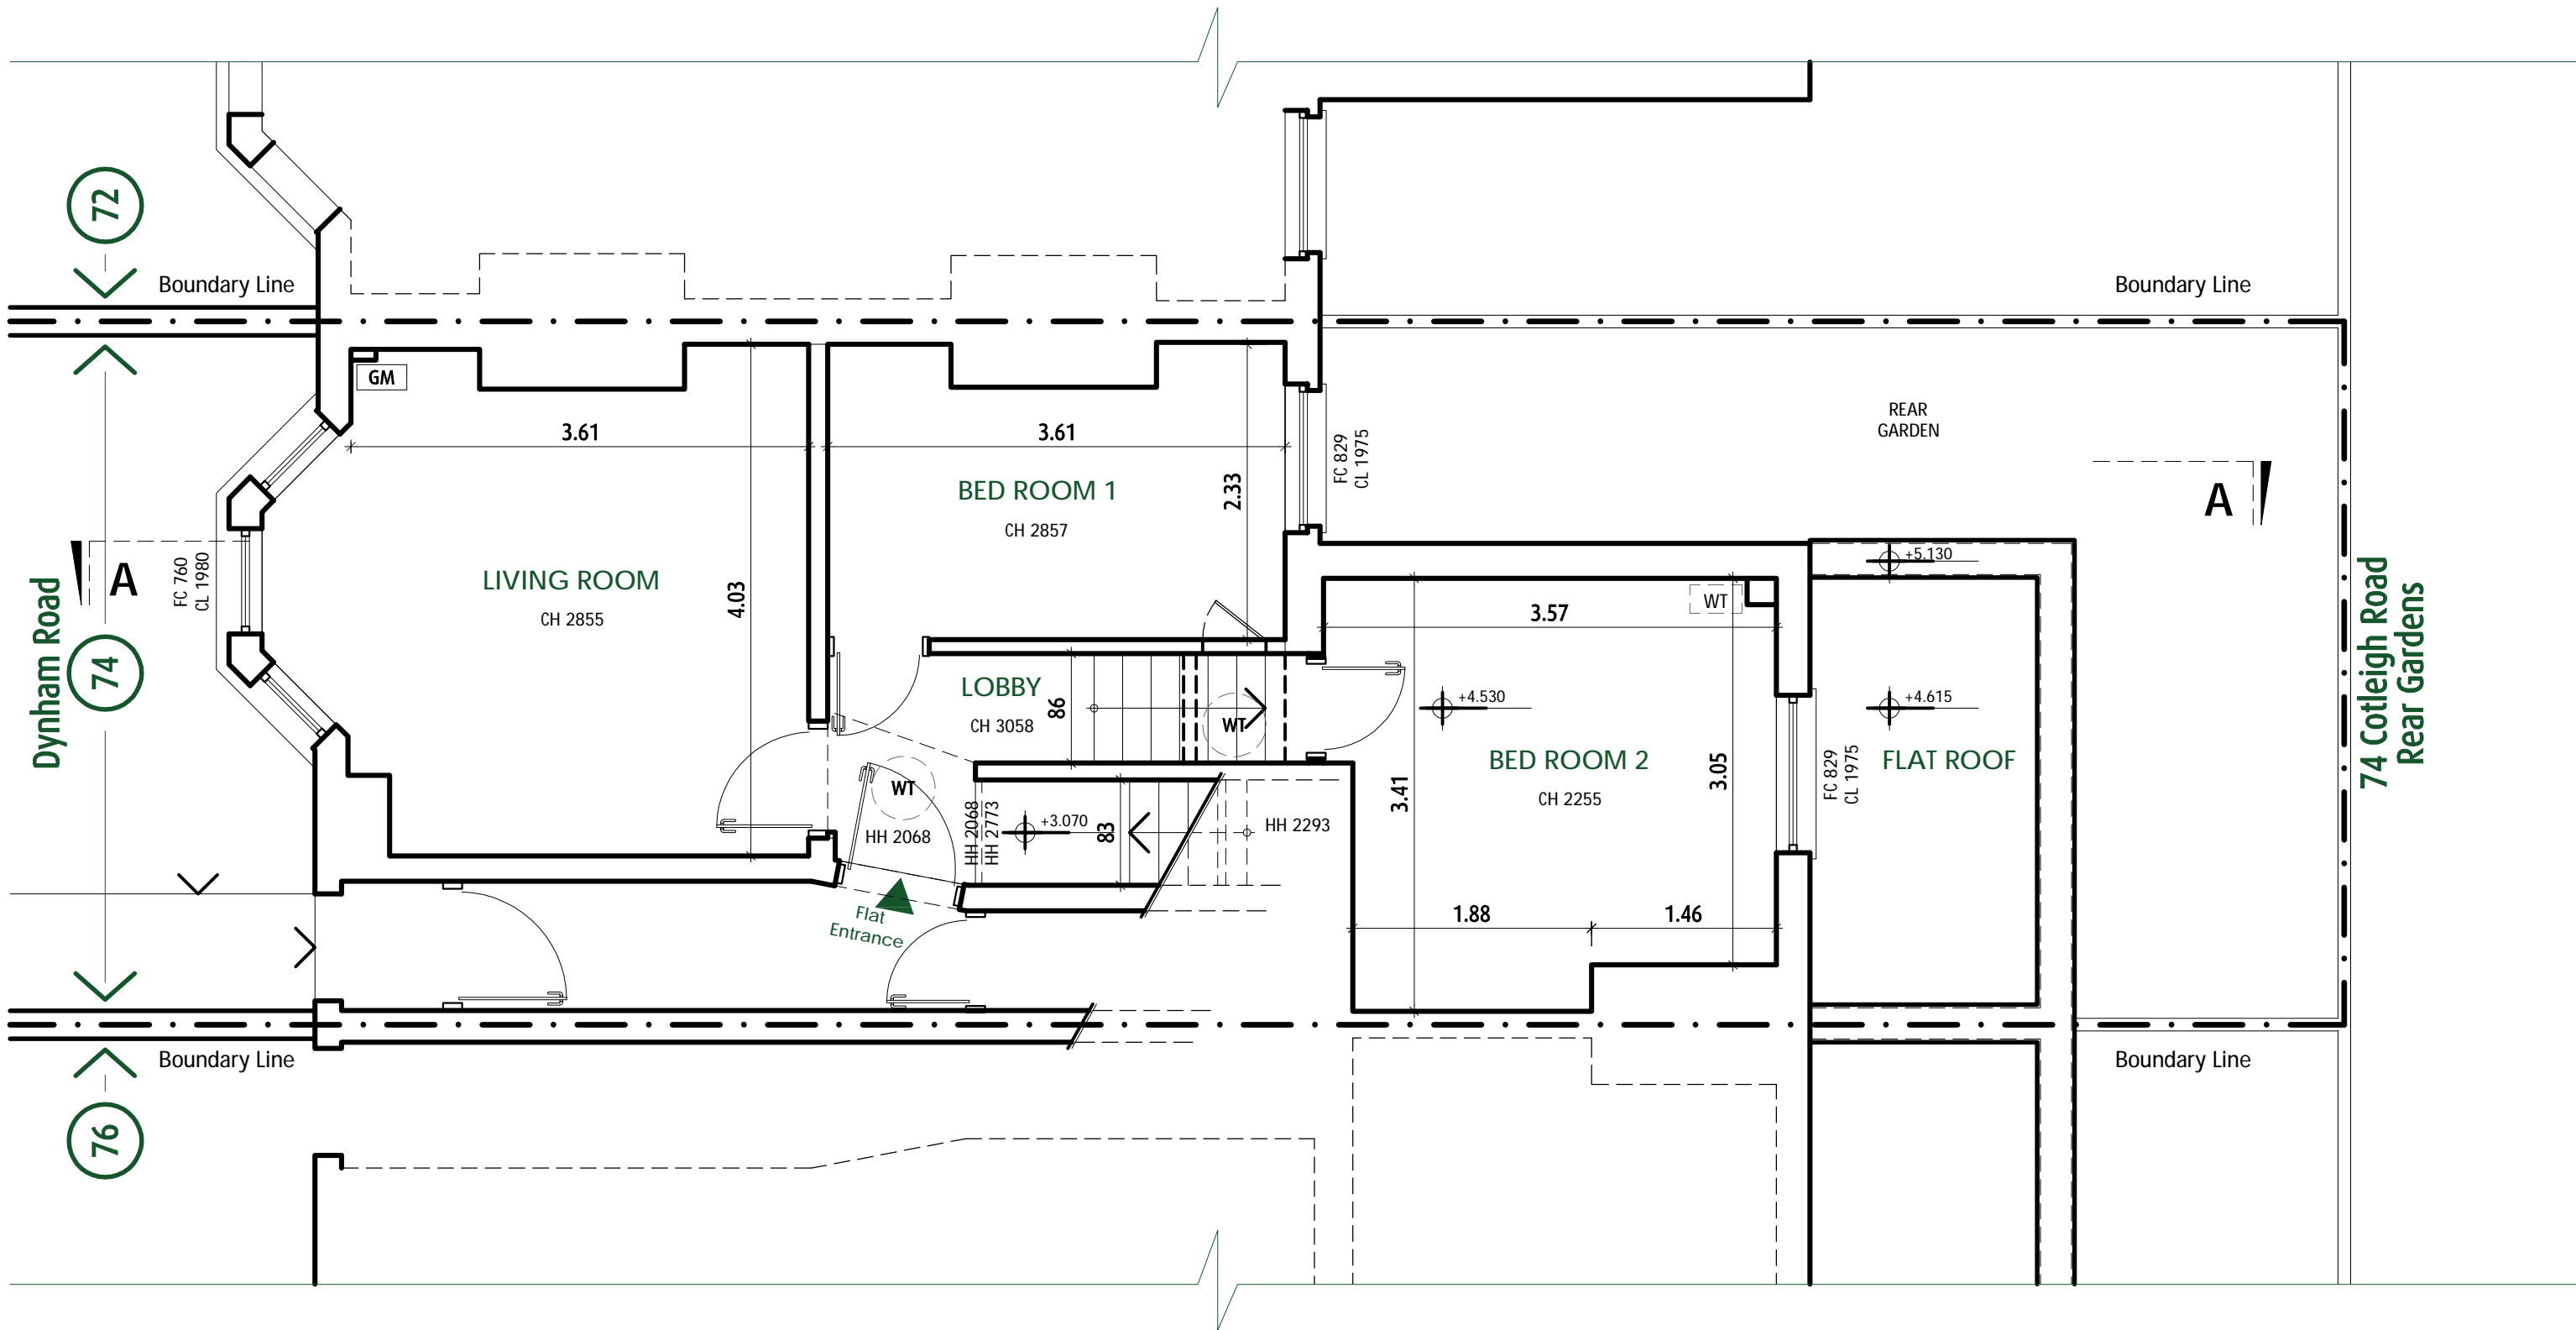 72
Boundary Line
Boundary Line
GM
3.61
3.61
REAR
GARDEN
FC 829
CL 1975
BED ROOM 1
CH 2857
2.33
A
A
FC 760
CL 1980
LIVING ROOM
CH 2855
4.03
+5.130
WT
3.57
Dynham Road
74
74 Cotleigh Road
Rear Gardens
LOBBY
CH 3058
86
WT
+4.530
+4.615
BED ROOM 2
CH 2255
3.41
3.05
FC 829
CL 1975
FLAT ROOF
WT
HH 2068
HH 2068
HH 2773
+3.070
83
HH 2293
1.88
1.46
Flat
Entrance
Boundary Line
Boundary Line
76